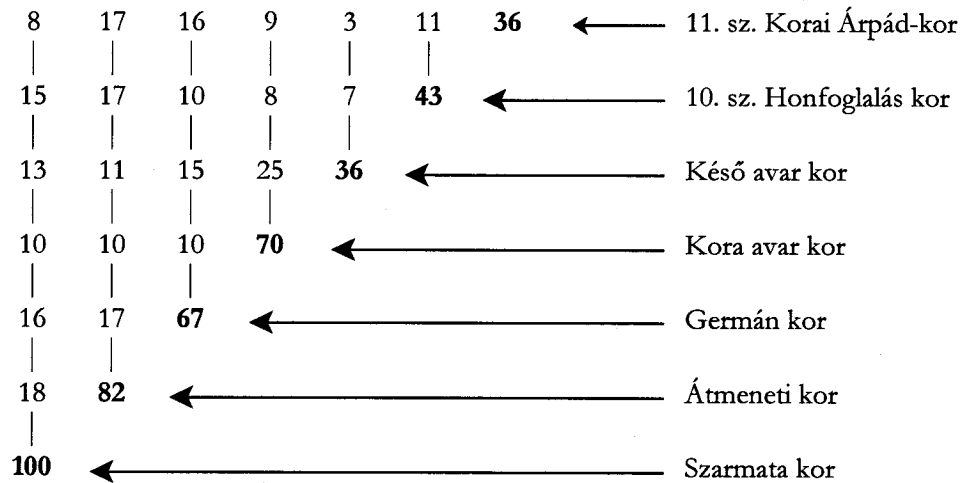 8 17 16 9 3 11 36 11. sz. Korai Árpád-kor
15 17 10 8 7 43 10. sz. Honfoglalás kor
13 11 15 25 36 Késő avar kor
10 10 10 70 Kora avar kor
16 17 67 Germán kor
18 82 Átmeneti kor
100 Szarmata kor